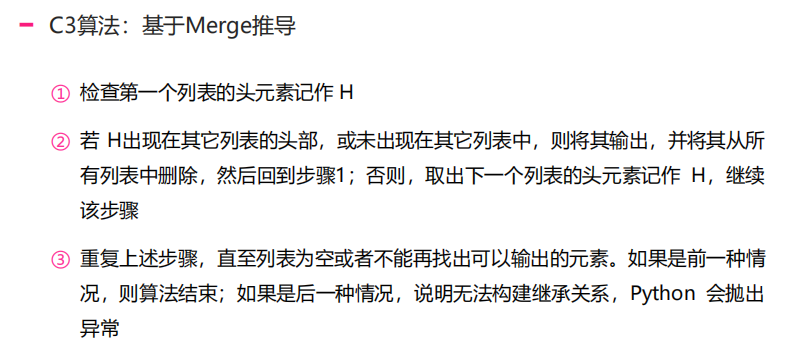 C3算法：基于Merge推导
① 检查第一个列表的头元素记作 H
② 若 H出现在其它列表的头部，或未出现在其它列表中，则将其输出，并将其从所
有列表中删除，然后回到步骤1；否则，取出下一个列表的头元素记作 H，继续
该步骤
③ 重复上述步骤，直至列表为空或者不能再找出可以输出的元素。如果是前一种情
况，则算法结束；如果是后一种情况，说明无法构建继承关系，Python 会抛出
异常